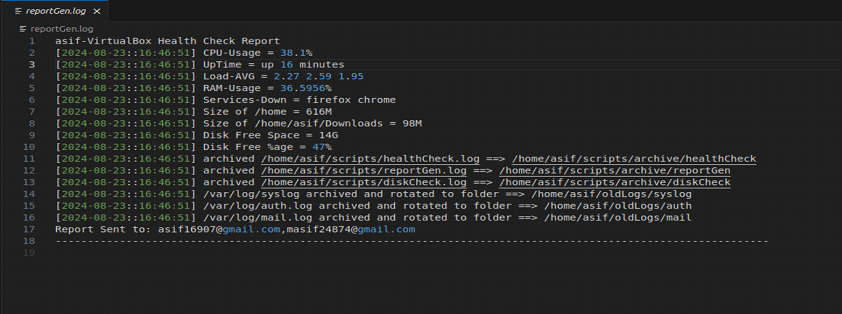 reportGen.log ×
reportGen.log
1 asif-VirtualBox Health Check Report
2 [2024-08-23::16:46:51] CPU-Usage = 38.1%
3 [2024-08-23::16:46:51] UpTime = up 16 minutes
4 [2024-08-23::16:46:51] Load-AVG = 2.27 2.59 1.95
5 [2024-08-23::16:46:51] RAM-Usage = 36.5956%
6 [2024-08-23::16:46:51] Services-Down = firefox chrome
7 [2024-08-23::16:46:51] Size of /home = 616M
8 [2024-08-23::16:46:51] Size of /home/asif/Downloads = 98M
9 [2024-08-23::16:46:51] Disk Free Space = 14G
10 [2024-08-23::16:46:51] Disk Free %age = 47%
11 [2024-08-23::16:46:51] archived /home/asif/scripts/healthCheck.log ==> /home/asif/scripts/archive/healthCheck
12 [2024-08-23::16:46:51] archived /home/asif/scripts/reportGen.log ==> /home/asif/scripts/archive/reportGen
13 [2024-08-23::16:46:51] archived /home/asif/scripts/diskCheck.log ==> /home/asif/scripts/archive/diskCheck
14 [2024-08-23::16:46:51] /var/log/syslog archived and rotated to folder ==> /home/asif/oldLogs/syslog
15 [2024-08-23::16:46:51] /var/log/auth.log archived and rotated to folder ==> /home/asif/oldLogs/auth
16 [2024-08-23::16:46:51] /var/log/mail.log archived and rotated to folder ==> /home/asif/oldLogs/mail
17 Report Sent to: asif16907@gmail.com,masif24874@gmail.com
18 ---------------------------------------------------------------------------------------------------------------
19